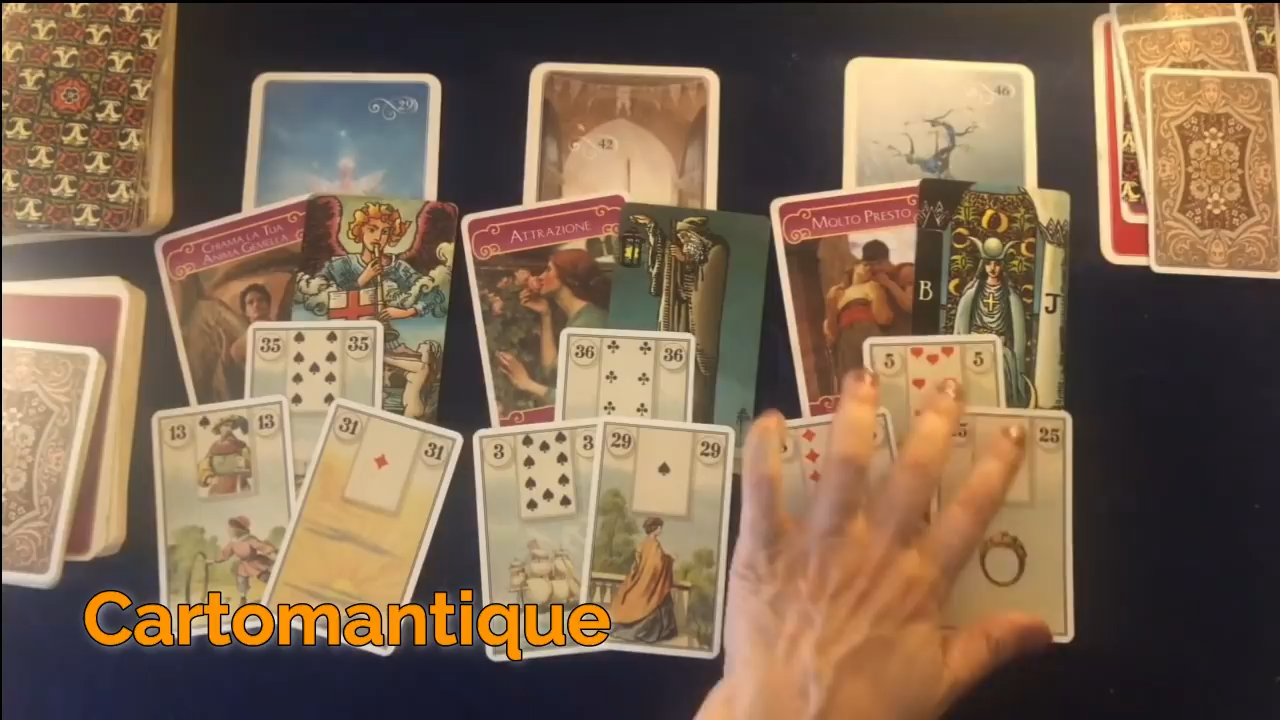 29
42
46
CHIAMA LA TUA
ANIMA GEMELLA
ATTRAZIONE
MOLTO PRESTO
B
J
35 35
36 36
5 5
13 13
31
31
3 3
29 29
25
Cartomantique